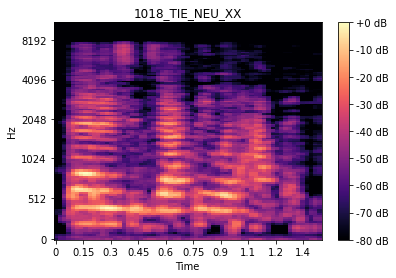 1018_TIE_NEU_XX
8192
4096
2048
1024
512
0
Hz
0 0.15 0.3 0.45 0.6 0.75 0.9 1.1 1.2 1.4
Time
+0 dB
-10 dB
-20 dB
-30 dB
-40 dB
-50 dB
-60 dB
-70 dB
-80 dB